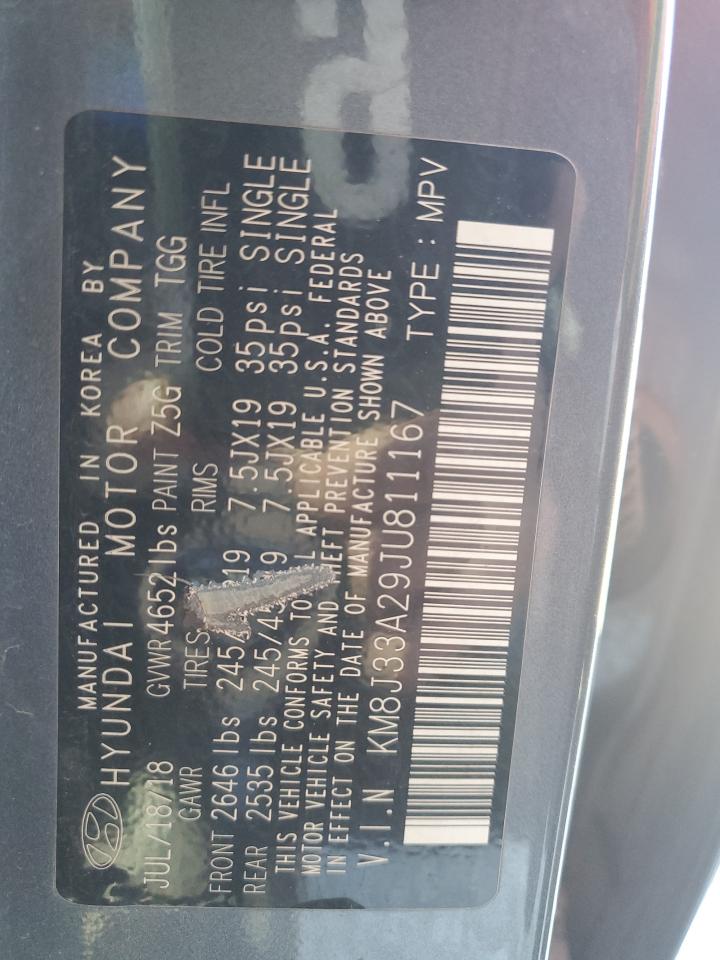 MANUFACTURED IN KOREA BY
HYUNDAI MOTOR COMPANY
JUL/18/18 GVWR 4652 lbs PAINT Z5G TRIM TGG
GAWR TIRES RIMS COLD TIRE INFL
FRONT 2646 lbs 245/ 19 7.5JX19 35psi SINGLE
REAR 2535 lbs 245/4 9 7.5JX19 35psi SINGLE
THIS VEHICLE CONFORMS TO APPLICABLE U.S.A. FEDERAL
MOTOR VEHICLE SAFETY AND PREVENTION STANDARDS
IN EFFECT ON THE DATE OF MANUFACTURE SHOWN ABOVE
V.I.N KM8J33A29JU811167 TYPE : MPV